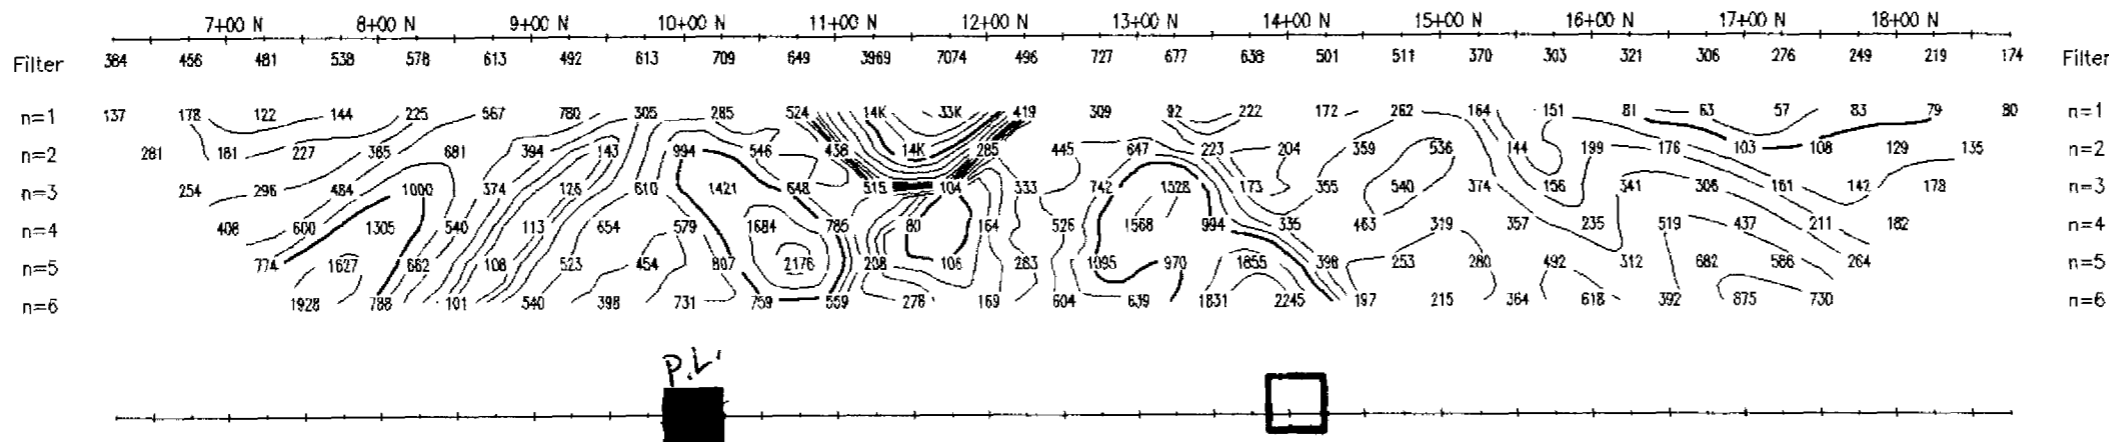 7+00 N 8+00 N 9+00 N 10+00 N 11+00 N 12+00 N 13+00 N 14+00 N 15+00 N 16+00 N 17+00 N 18+00 N
Filter 384 456 481 538 578 613 492 613 709 649 3969 7074 496 727 677 638 501 511 370 303 321 306 276 249 219 174 Filter
n=1 137 178 122 144 225 567 780 305 285 524 14K 33K 419 309 92 222 172 262 164 151 81 63 57 83 79 80 n=1
n=2 281 181 227 365 681 394 143 994 546 438 14K 285 445 647 223 204 359 536 144 199 176 103 108 129 135 n=2
n=3 254 296 484 1000 374 126 610 1421 648 515 104 333 742 1528 173 355 540 374 156 341 306 161 142 178 n=3
n=4 408 600 1305 540 113 654 579 1684 785 80 164 526 1568 994 335 463 319 357 235 519 437 211 182 n=4
n=5 774 1627 662 108 523 454 807 2176 208 106 263 1095 970 1855 398 253 280 492 312 682 586 264 n=5
n=6 1928 788 101 540 398 731 759 559 278 169 604 639 1831 2245 197 215 364 618 392 875 730 n=6
P.L.